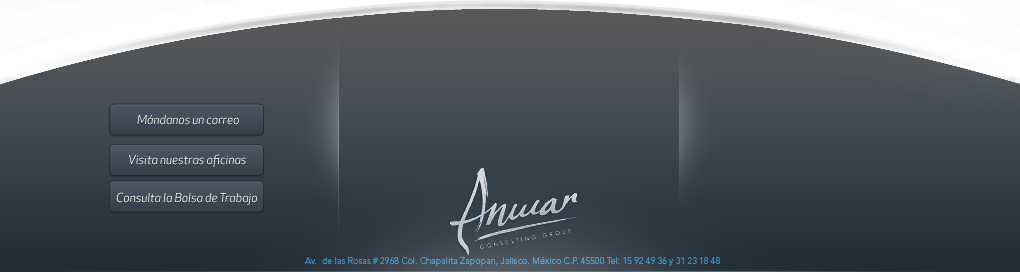 Mándanos un correo
Visita nuestras oficinas
Consulta la Bolsa de Trabajo
Anwar
CONSULTING GROUP
Av. de las Rosas # 2968 Col. Chapalita Zapopan, Jalisco. México C.P. 45500 Tel: 15 92 49 36 y 31 23 18 48